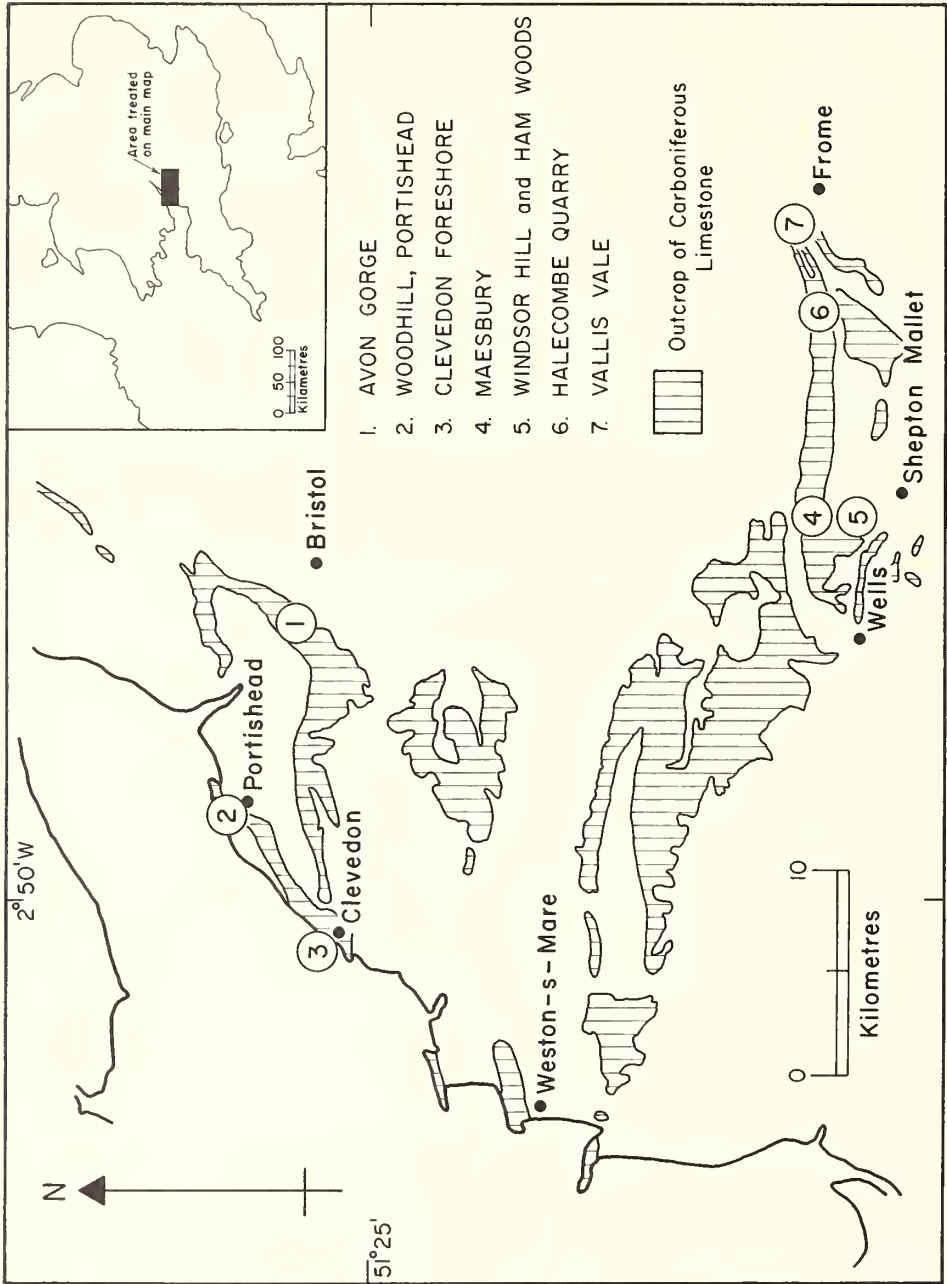 N
2°50'W
51°25'
Area treated
on main map
0 50 100
Kilometres
1. AVON GORGE
2. WOODHILL, PORTISHEAD
3. CLEVEDON FORESHORE
4. MAESBURY
5. WINDSOR HILL and HAM WOODS
6. HALECOMBE QUARRY
7. VALLIS VALE
Outcrop of Carboniferous
Limestone
Bristol
1
Portishead
2
Clevedon
3
Weston-s-Mare
Wells
4
5
Shepton Mallet
6
7
Frome
0 10
Kilometres